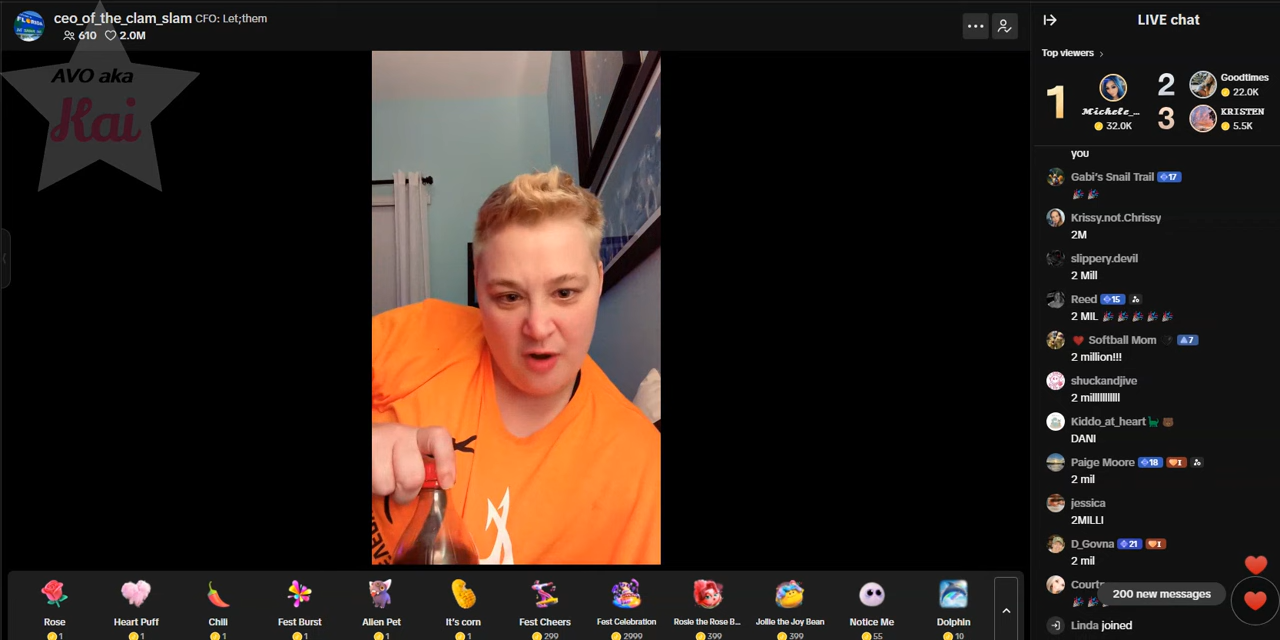 ceo_of_the_clam_slam CFO: Let;them
610 2.0M
AVO aka
Kai
LIVE chat
Top viewers
1
Michele_...
32.0K
2
Goodtimes
22.0K
3
KRISTEN
5.5K
you
Gabi's Snail Trail 17
Krissy.not.Chrissy
2M
slippery.devil
2 Mill
Reed 15
2 MIL
Softball Mom 7
2 million!!!
shuckandjive
2 millllllllllll
Kiddo_at_heart
DANI
Paige Moore 18 I
2 mil
jessica
2MILLI
D_Govna 21 I
2 mil
200 new messages
Linda joined
Rose
1
Heart Puff
1
Chili
1
Fest Burst
1
Alien Pet
1
It's corn
1
Fest Cheers
299
Fest Celebration
2999
Rosie the Rose B...
399
Jollie the Joy Bean
399
Notice Me
55
Dolphin
10